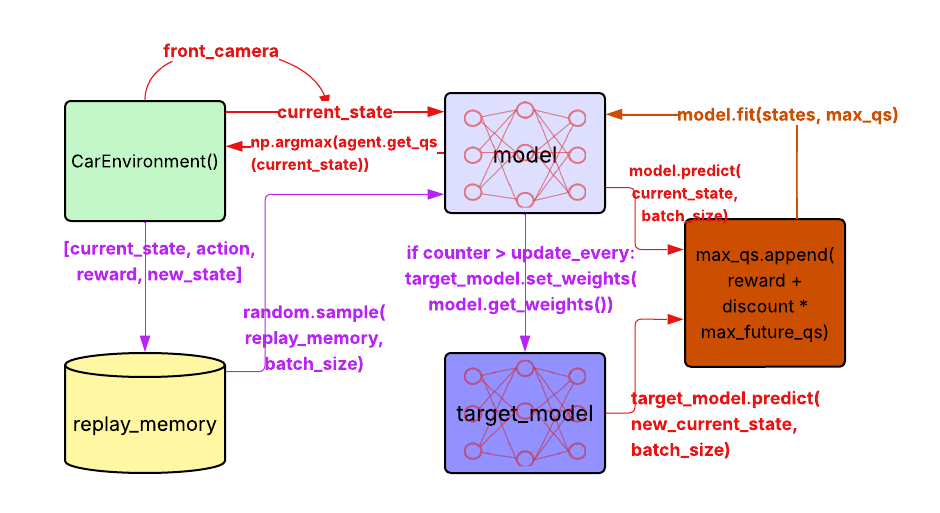 front_camera
current_state
np.argmax(agent.get_qs
(current_state))
CarEnvironment()
model
model.fit(states, max_qs)
model.predict(
current_state,
batch_size)
[current_state, action,
reward, new_state]
if counter > update_every:
target_model.set_weights(
model.get_weights())
max_qs.append(
reward +
discount *
max_future_qs)
random.sample(
replay_memory,
batch_size)
replay_memory
target_model
target_model.predict(
new_current_state,
batch_size)